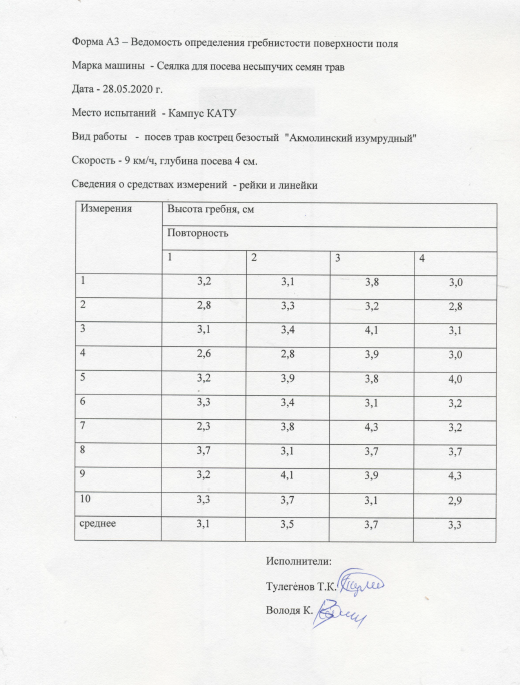 Форма А3 – Ведомость определения гребнистости поверхности поля
Марка машины - Сеялка для посева несыпучих семян трав
Дата - 28.05.2020 г.
Место испытаний - Кампус КАТУ
Вид работы - посев трав кострец безостый "Акмолинский изумрудный"
Скорость - 9 км/ч, глубина посева 4 см.
Сведения о средствах измерений - рейки и линейки
Измерения Высота гребня, см
Повторность
1 2 3 4
1 3,2 3,1 3,8 3,0
2 2,8 3,3 3,2 2,8
3 3,1 3,4 4,1 3,1
4 2,6 2,8 3,9 3,0
5 3,2 3,9 3,8 4,0
6 3,3 3,4 3,1 3,2
7 2,3 3,8 4,3 3,2
8 3,7 3,1 3,7 3,7
9 3,2 4,1 3,9 4,3
10 3,3 3,7 3,1 2,9
среднее 3,1 3,5 3,7 3,3
Исполнители:
Тулегенов Т.К.
Володя К.